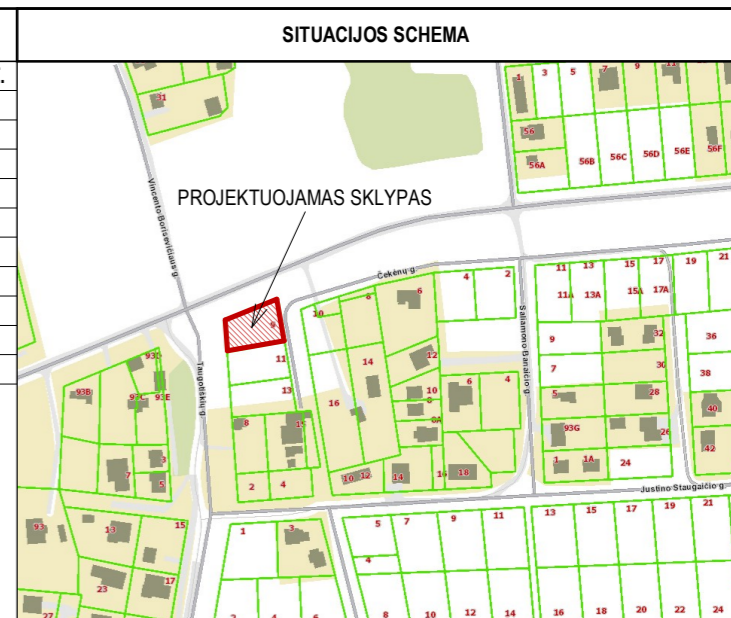 SITUACIJOS SCHEMA
PROJEKTUOJAMAS SKLYPAS
1 3 5 7 9 11
31
56
56A 56B 56C 56D 56E 56F
Vincento Borisevičiaus g.
Čekėnų g.
6 4 2
10 8
9
11 13 15 17 19 21
11A 13A 15A 17A
Taugotiškių g.
11
14 12
9
32 36
93B 93C 93E
13
16
10
6 4
7
30 38
8 15
8A
5
28
40
93G
26
42
3
7
5
2 4
10 12 14 16 18
1 1A 24
Justino Staugaičio g.
93 13 15
1 3
5 7 9 11 13 15 17 19 21
4
17
23
27
2 4 6 8 10 12 14 16 18 20 22 24